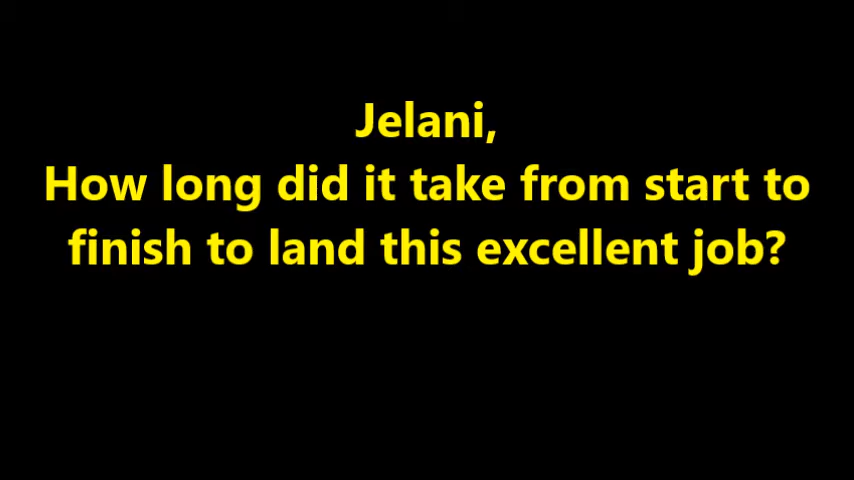 Jelani,
How long did it take from start to
finish to land this excellent job?